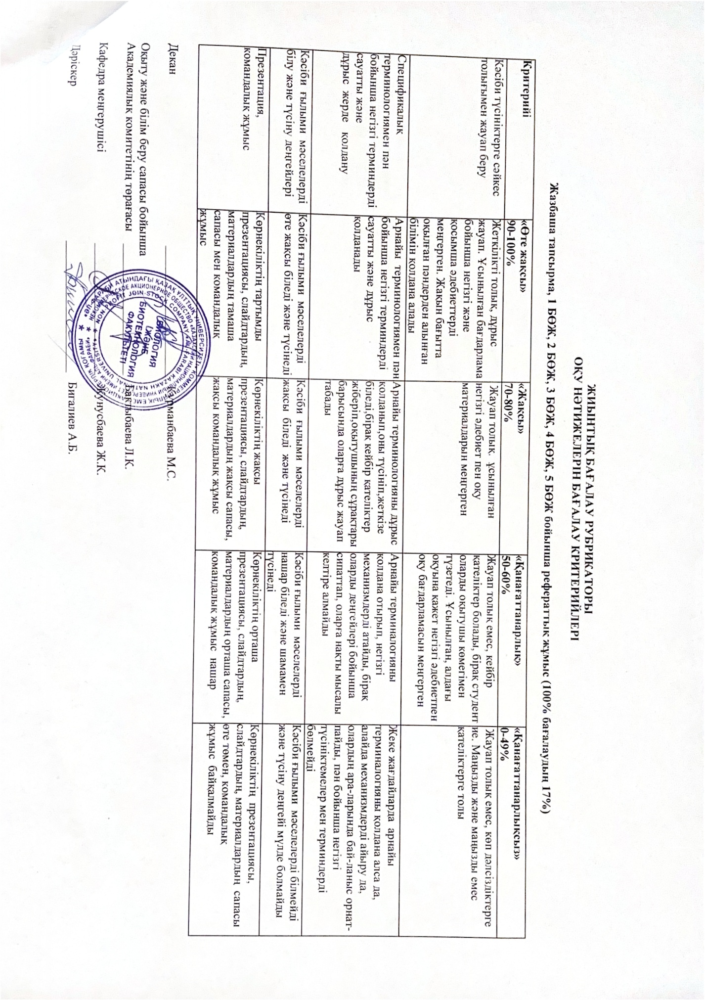 ЖИЫНТЫҚ БАҒАЛАУ РУБРИКАТОРЫ
ОҚУ НӘТИЖЕЛЕРІН БАҒАЛАУ КРИТЕРИЙЛЕРІ
Жазбаша тапсырма, 1 БӨЖ, 2 БӨЖ, 3 БӨЖ, 4 БӨЖ, 5 БӨЖ бойынша рефераттық жұмыс (100% бағалаудың 17%)
Критерийі
«Өте жақсы»
90-100%
«Жақсы»
70-80%
«Қанағаттанарлық»
50-60%
«Қанағаттанарлықсыз»
0-49%
Кәсіби түсініктерге сәйкес
толығымен жауап беру
Жеткілікті толық, дұрыс
жауап. Ұсынылған бағдарлама
бойынша негізгі және
қосымша әдебиеттерді
меңгерген. Жақын бағытта
оқылған пәндерден алынған
білімін қолдана алады
Жауап толық. ұсынылған
негізгі әдебиет пен оқу
материалдарын меңгерген
Жауап толық емес, кейбір
қателіктер болады, бірақ студент
оларды оқытушы көмегімен
түзетеді. Ұсынылған, алдағы
оқуына қажет негізгі әдебиетпен
оқу бағдарламасын меңгерген
Жауап толық емес, көп дәлсіздіктерге
ие. Маңызды және маңызды емес
қателіктерге толы
Спецификалық
терминологиямен пән
бойынша негізгі терминдерді
сауатты және
дұрыс жерде қолдану
Арнайы терминологиямен пән
бойынша негізгі терминдерді
сауатты және дұрыс
қолданады
Арнайы терминологияны дұрыс
қолданып,оны түсініп,жеткізе
біледі,бірақ кейбір қателіктер
жіберіп,оқытушының сұрақтары
барысында оларға дұрыс жауап
табады
Арнайы терминалогияны
қолдана отырып, негізгі
механизмдерді атайды, бірақ
оларды деңгейлері бойынша
сипаттап, оларға нақты мысалы
келтіре алмайды
Жеке жағдайларда арнайы
терминалогияны қолдана алса да,
алайда механизмдерді айыру да,
олардың ара-ларында бай-ланыс орнат-
пайды, пән бойынша негізгі
түсініктемелер мен терминдерді
бөлмейді
Кәсіби ғылыми мәселелерді
білу және түсіну деңгейлері
Кәсіби ғылыми мәселелерді
өте жақсы біледі және түсінеді
Кәсіби ғылыми мәселелерді
жақсы біледі және түсінеді
Кәсіби ғылыми мәселелерді
нашар біледі және шамамен
түсінеді
Кәсіби ғылыми мәселелерді білмейді
және түсіну деңгейі мүлде болмайды
Презентация,
командалық жұмыс
Көрнекіліктің тартымды
презентациясы, слайдтардың,
материалдардың тамаша
сапасы мен командалық
жұмыс
Көрнекіліктің жақсы
презентациясы, слайдтардың,
материалдардың жақсы сапасы,
жақсы командалық жұмыс
Көрнекіліктің орташа
презентациясы, слайдтардың,
материалдардың орташа сапасы,
командалық жұмыс нашар
Көрнекіліктің презентациясы,
слайдтардың, материалдардың сапасы
өте төмен, командалық
жұмыс байқалмайды
Декан Курманбаева М.С.
Оқыту және білім беру сапасы бойынша
Академиялық комитетінің төрағасы Бактыбаева Л.К.
Кафедра меңгерушісі Жунусбаева Ж.К.
Дәріскер Бигалиев А.Б.
БИОЛОГИЯ
ЖӘНЕ
БИОТЕХНОЛОГИЯ
ФАКУЛЬТЕТІ